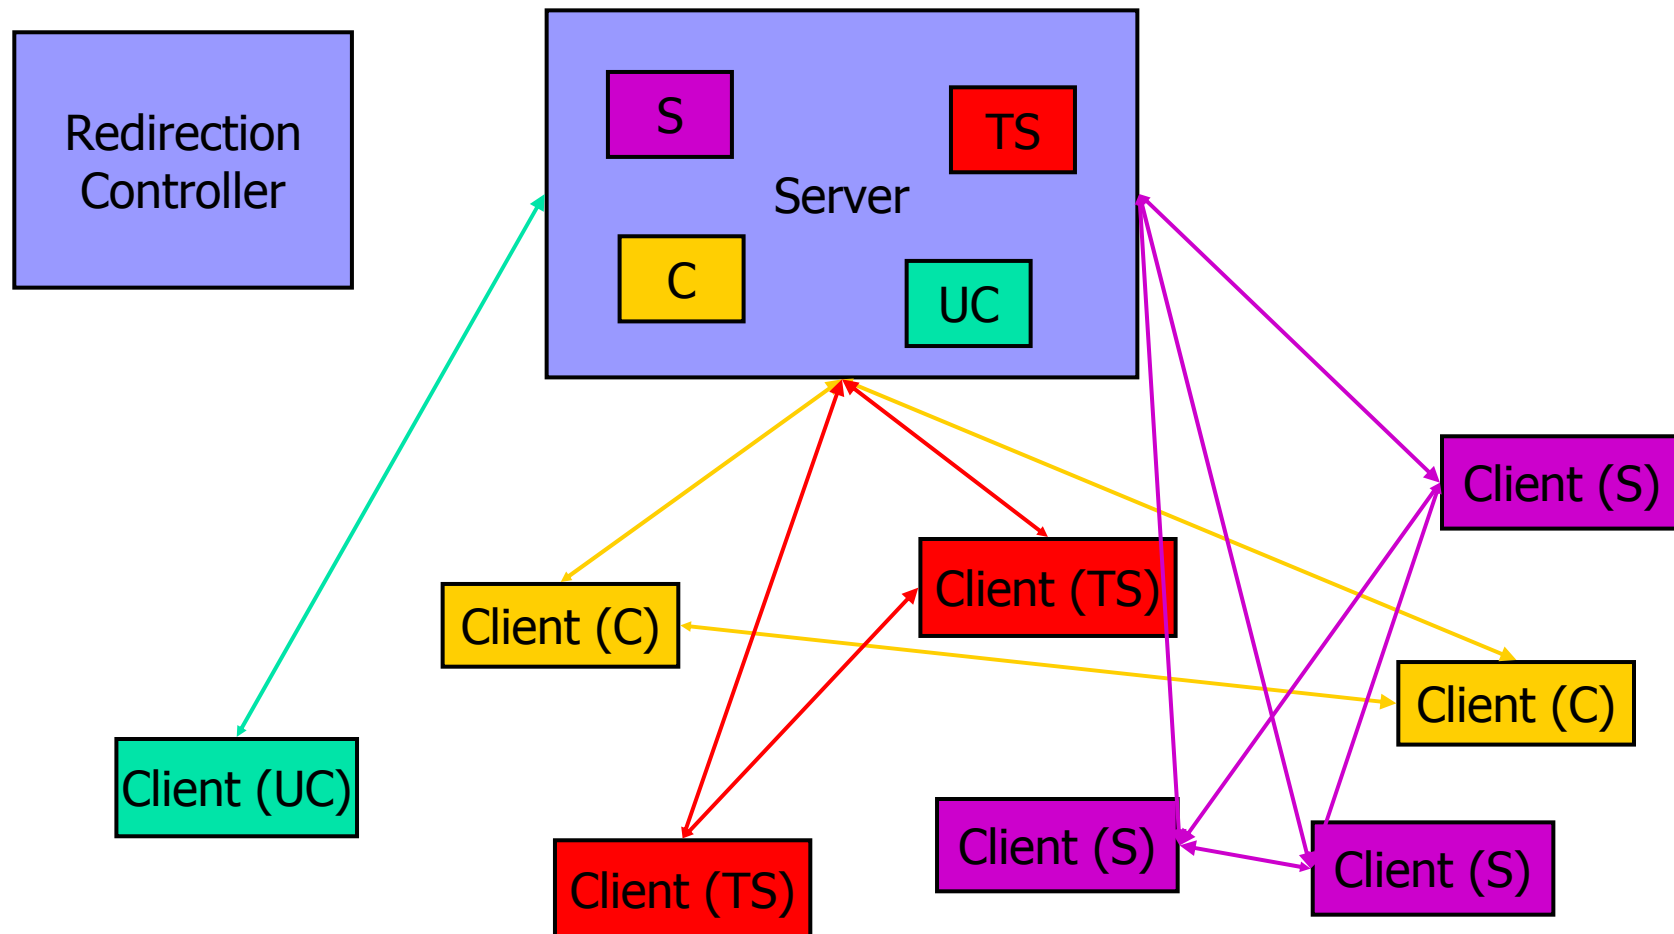 Redirection
Controller
S
TS
Server
C
UC
Client (S)
Client (TS)
Client (C)
Client (C)
Client (UC)
Client (S)
Client (S)
Client (TS)